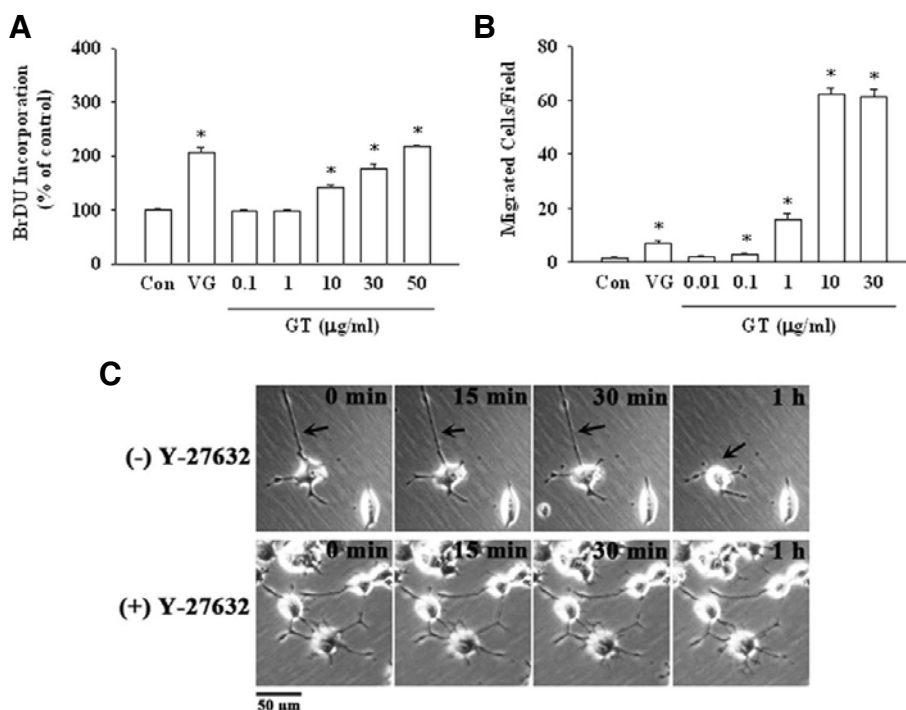 A
BrDU Incorporation
(% of control)
400
300
200
100
0
* * * *
Con VG 0.1 1 10 30 50
GT (μg/ml)
B
Migrated Cells/Field
80
60
40
20
0
* * * * *
Con VG 0.01 0.1 1 10 30
GT (μg/ml)
C
(-) Y-27632
0 min 15 min 30 min 1 h
(+) Y-27632
0 min 15 min 30 min 1 h
50 μm